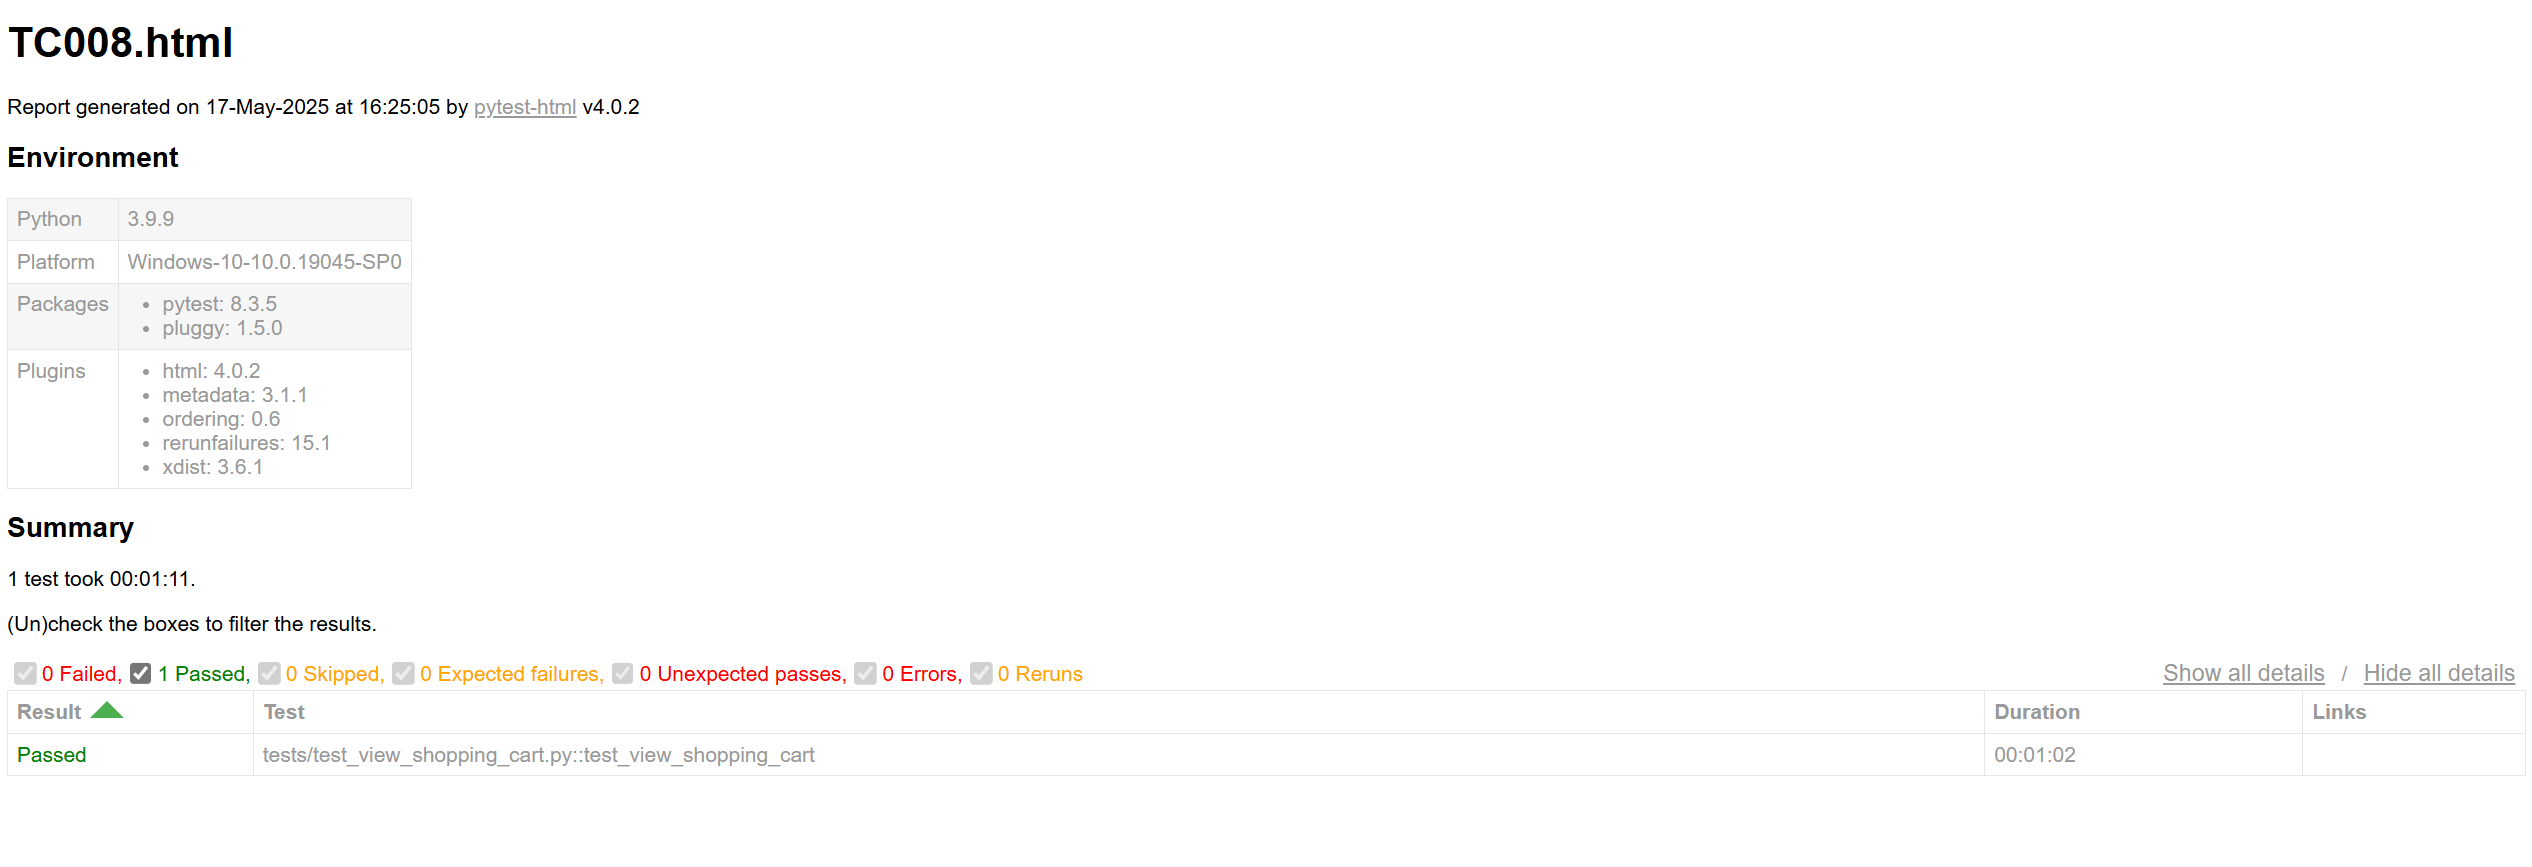 TC008.html
Report generated on 17-May-2025 at 16:25:05 by pytest-html v4.0.2
Environment
Python 3.9.9
Platform Windows-10-10.0.19045-SP0
Packages
• pytest: 8.3.5
• pluggy: 1.5.0
Plugins
• html: 4.0.2
• metadata: 3.1.1
• ordering: 0.6
• rerunfailures: 15.1
• xdist: 3.6.1
Summary
1 test took 00:01:11.
(Un)check the boxes to filter the results.
0 Failed, 1 Passed, 0 Skipped, 0 Expected failures, 0 Unexpected passes, 0 Errors, 0 Reruns Show all details / Hide all details
Result Test Duration Links
Passed tests/test_view_shopping_cart.py::test_view_shopping_cart 00:01:02